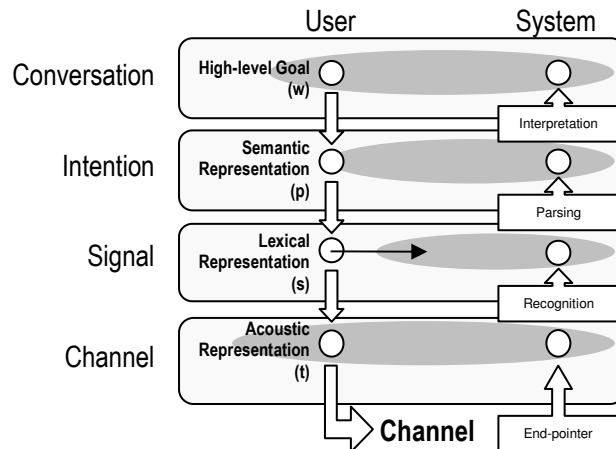 User System
Conversation
High-level Goal
(w)
Interpretation
Intention
Semantic
Representation
(p)
Parsing
Signal
Lexical
Representation
(s)
Recognition
Channel
Acoustic
Representation
(t)
Channel
End-pointer